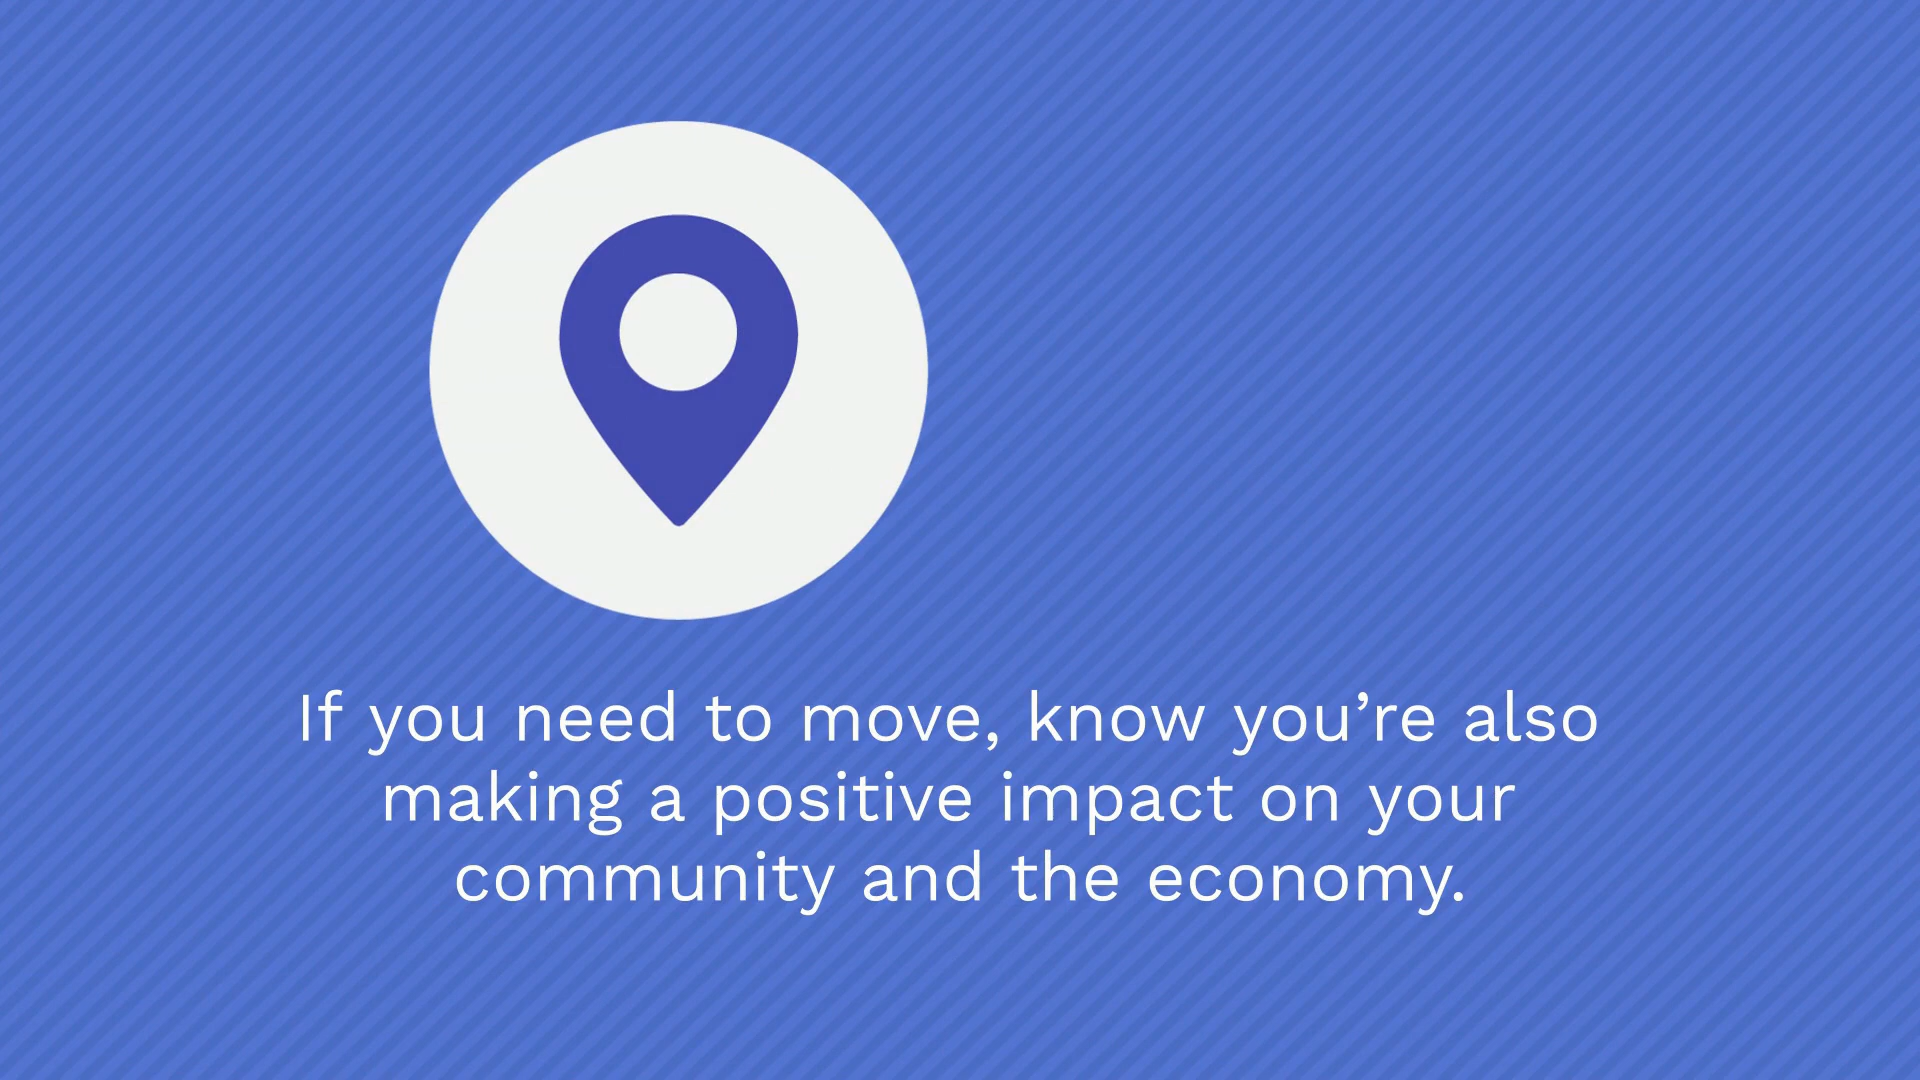 If you need to move, know you’re also
making a positive impact on your
community and the economy.